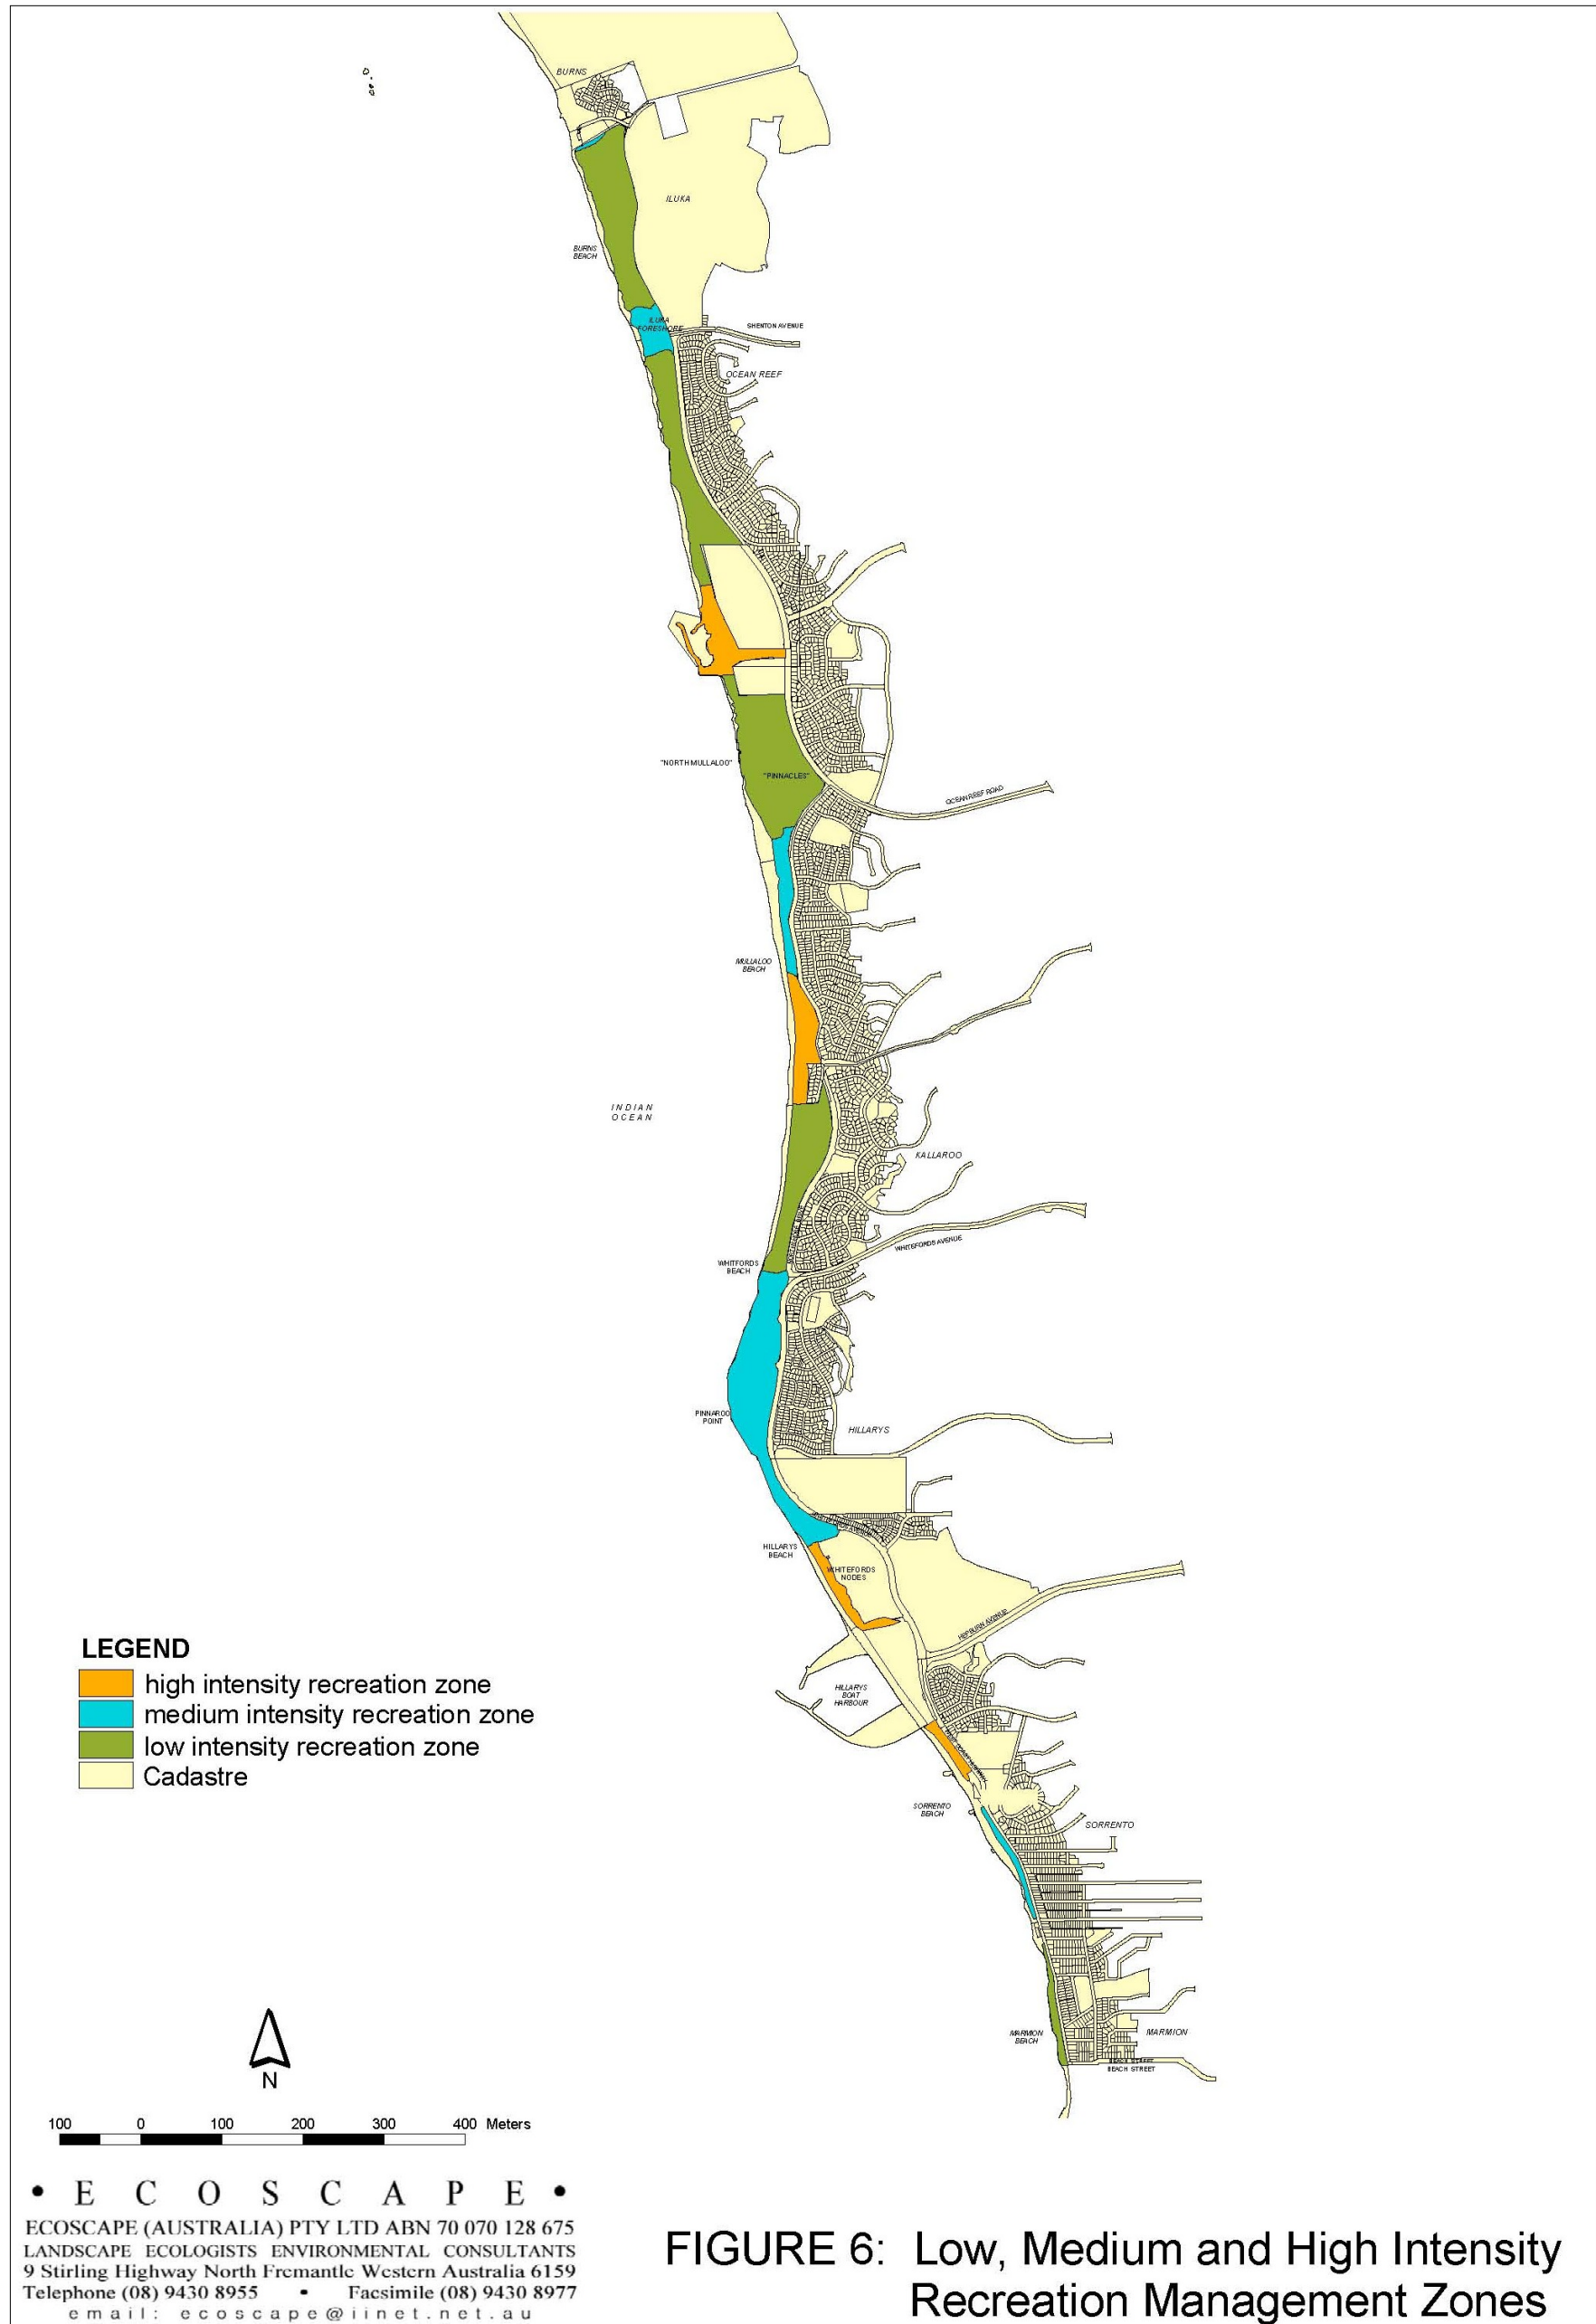 BURNS
ILUKA
BURNS
BEACH
ILUKA
FORESHORE
SHENTON AVENUE
OCEAN REEF
"NORTH MULLALOO"
"PINNACLES"
OCEAN REEF ROAD
MULLALOO
BEACH
INDIAN
OCEAN
KALLAROO
WHITEFORDS AVENUE
WHITFORDS
BEACH
PINNAROO
POINT
HILLARYS
HILLARYS
BEACH
WHITEFORDS
NODES
HEPBURN AVENUE
HILLARYS
BOAT
HARBOUR
SORRENTO
BEACH
SORRENTO
MARMION
BEACH
MARMION
BEACH STREET
BEACH STREET
LEGEND
high intensity recreation zone
medium intensity recreation zone
low intensity recreation zone
Cadastre
N
100 0 100 200 300 400 Meters
• E C O S C A P E •
ECOSCAPE (AUSTRALIA) PTY LTD ABN 70 070 128 675
LANDSCAPE ECOLOGISTS ENVIRONMENTAL CONSULTANTS
9 Stirling Highway North Fremantle Western Australia 6159
Telephone (08) 9430 8955 • Facsimile (08) 9430 8977
email: ecoscape@iinet.net.au
FIGURE 6: Low, Medium and High Intensity
Recreation Management Zones